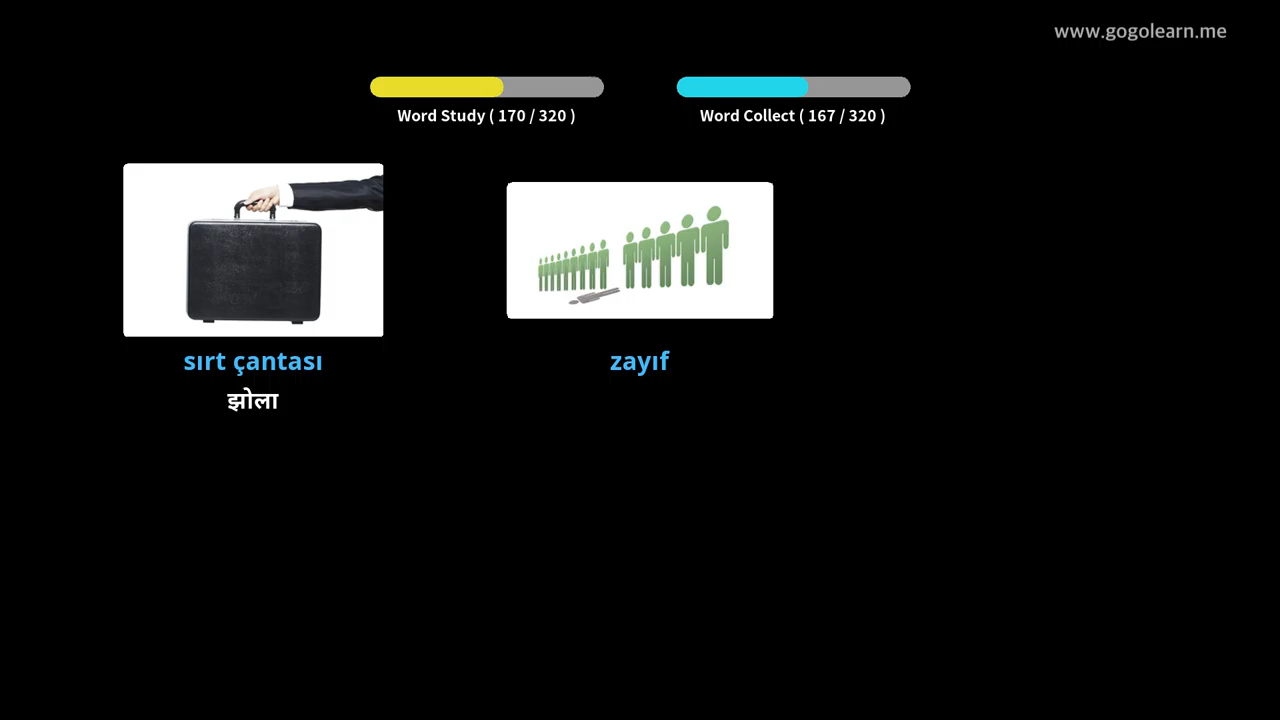 www.gogolearn.me
Word Study ( 170 / 320 )
Word Collect ( 167 / 320 )
sırt çantası
झोला
zayıf